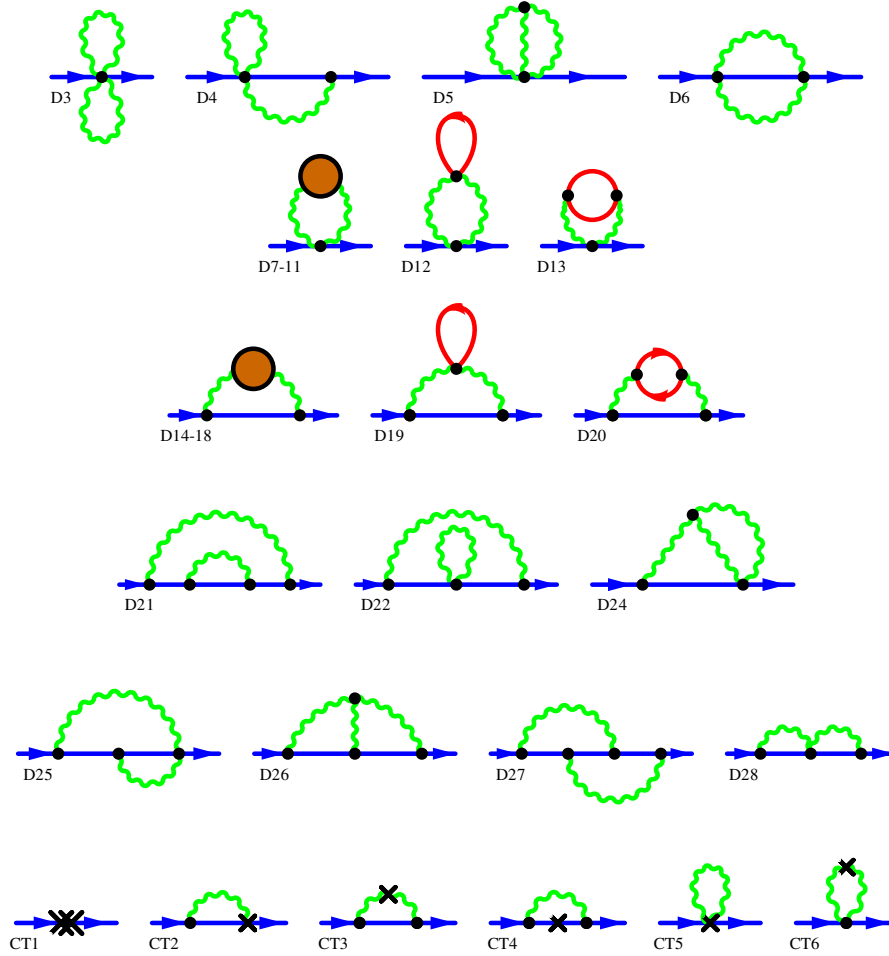 D3 D4 D5 D6
D7-11 D12 D13
D14-18 D19 D20
D21 D22 D24
D25 D26 D27 D28
CT1 CT2 CT3 CT4 CT5 CT6